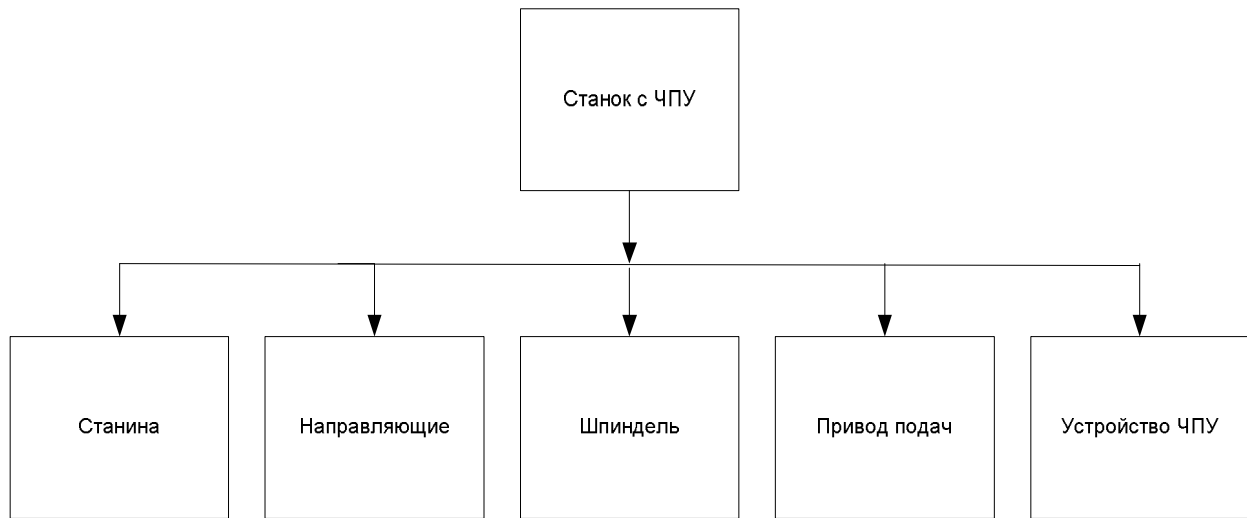 Станок с ЧПУ
Станина
Направляющие
Шпиндель
Привод подач
Устройство ЧПУ